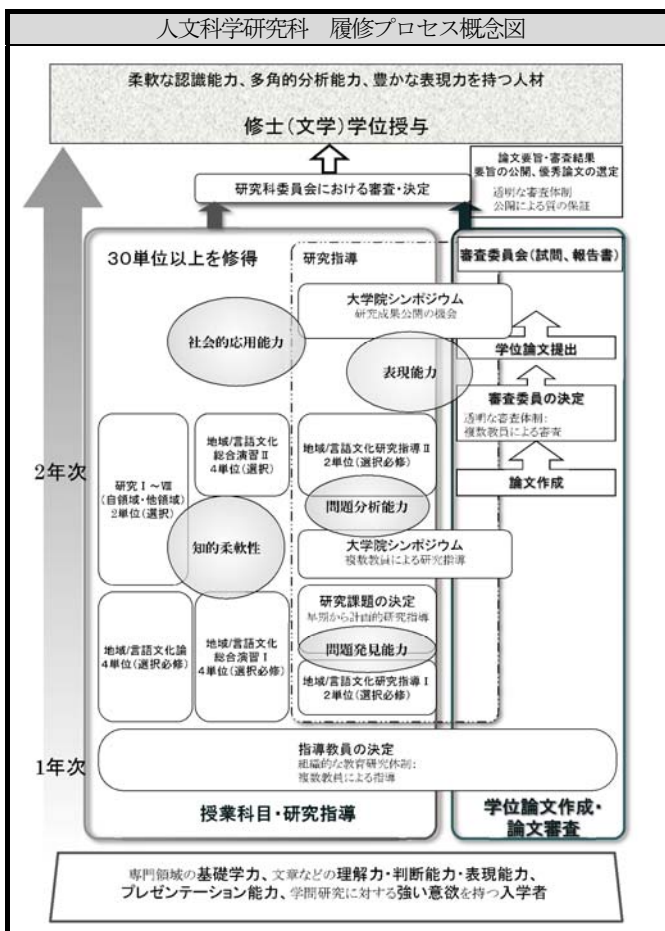 人文科学研究科　履修プロセス概念図
柔軟な認識能力、多角的分析能力、豊かな表現力を持つ人材
修士(文学)学位授与
論文要旨・審査結果
要旨の公開、優秀論文の選定
透明な審査体制
公開による質の保証
研究科委員会における審査・決定
30単位以上を修得
研究指導
審査委員会(試問、報告書)
大学院シンポジウム
研究成果公開の機会
社会的応用能力
表現能力
学位論文提出
審査委員の決定
透明な審査体制:
複数教員による審査
2年次
研究Ⅰ～Ⅷ
(自領域・他領域)
2単位(選択)
地域/言語文化
総合演習Ⅱ
4単位(選択)
地域/言語文化研究指導Ⅱ
2単位(選択必修)
論文作成
問題分析能力
知的柔軟性
大学院シンポジウム
複数教員による研究指導
研究課題の決定
早期から計画的研究指導
問題発見能力
地域/言語文化論
4単位(選択必修)
地域/言語文化
総合演習Ⅰ
4単位(選択必修)
地域/言語文化研究指導Ⅰ
2単位(選択必修)
1年次
指導教員の決定
組織的な教育研究体制:
複数教員による指導
授業科目・研究指導
学位論文作成・
論文審査
専門領域の基礎学力、文章などの理解力・判断能力・表現能力、
プレゼンテーション能力、学問研究に対する強い意欲を持つ入学者